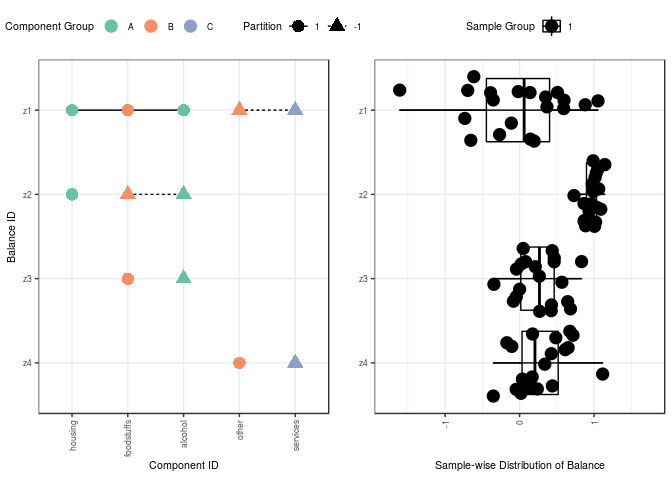 Component Group A B C Partition 1 -1 Sample Group 1
z1
z2
z3
z4
z1
z2
z3
z4
Balance ID
housing
foodstuffs
alcohol
other
services
-1
0
1
Component ID
Sample-wise Distribution of Balance